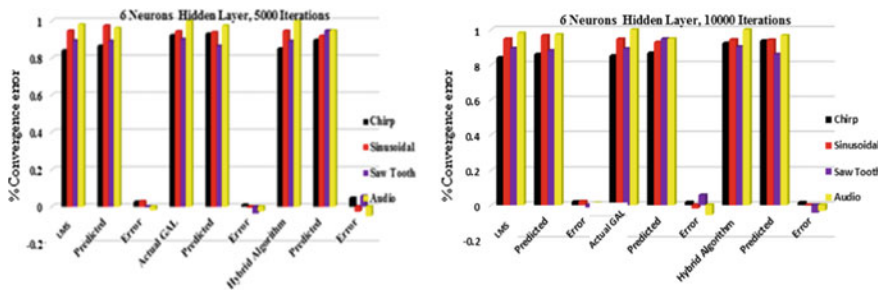 6 Neurons Hidden Layer, 5000 Iterations
% Convergence error
1
0.8
0.6
0.4
0.2
0
-0.2
Chirp
Sinusoidal
Saw Tooth
Audio
LMS
Predicted
Error
Actual GAL
Predicted
Error
Hybrid Algorithm
Predicted
Error
6 Neurons Hidden Layer, 10000 Iterations
% Convergence error
1
8
0.6
0.4
0.2
0
-0.2
Chirp
Sinusoidal
Saw Tooth
Audio
LMS
Predicted
Error
Actual GAL
Predicted
Error
Hybrid Algorithm
Predicted
Error